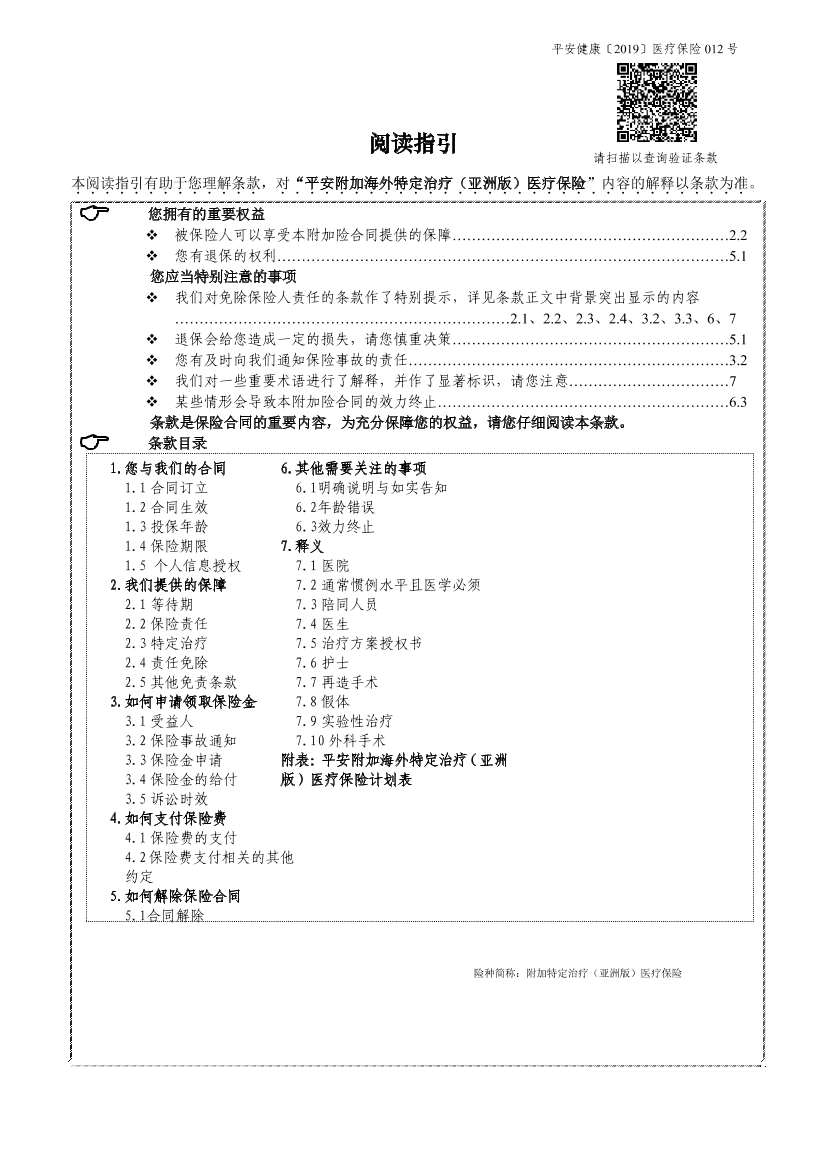 平安健康〔2019〕医疗保险 012 号
阅读指引
请扫描以查询验证条款
本阅读指引有助于您理解条款，对“平安附加海外特定治疗（亚洲版）医疗保险”内容的解释以条款为准。
您拥有的重要权益
❖ 被保险人可以享受本附加险合同提供的保障………………………………………………2.2
❖ 您有退保的权利………………………………………………………………………………5.1
您应当特别注意的事项
❖ 我们对免除保险人责任的条款作了特别提示，详见条款正文中背景突出显示的内容
……………………………………………………………2.1、2.2、2.3、2.4、3.2、3.3、6、7
❖ 退保会给您造成一定的损失，请您慎重决策………………………………………………5.1
❖ 您有及时向我们通知保险事故的责任………………………………………………………3.2
❖ 我们对一些重要术语进行了解释，并作了显著标识，请您注意……………………………7
❖ 某些情形会导致本附加险合同的效力终止…………………………………………………6.3
条款是保险合同的重要内容，为充分保障您的权益，请您仔细阅读本条款。
条款目录
1.您与我们的合同
1.1 合同订立
1.2 合同生效
1.3 投保年龄
1.4 保险期限
1.5 个人信息授权
2.我们提供的保障
2.1 等待期
2.2 保险责任
2.3 特定治疗
2.4 责任免除
2.5 其他免责条款
3.如何申请领取保险金
3.1 受益人
3.2 保险事故通知
3.3 保险金申请
3.4 保险金的给付
3.5 诉讼时效
4.如何支付保险费
4.1 保险费的支付
4.2保险费支付相关的其他
约定
5.如何解除保险合同
5.1合同解除
6.其他需要关注的事项
6.1明确说明与如实告知
6.2年龄错误
6.3效力终止
7.释义
7.1 医院
7.2 通常惯例水平且医学必须
7.3 陪同人员
7.4 医生
7.5 治疗方案授权书
7.6 护士
7.7 再造手术
7.8 假体
7.9 实验性治疗
7.10 外科手术
附表：平安附加海外特定治疗（亚洲
版）医疗保险计划表
险种简称：附加特定治疗（亚洲版）医疗保险